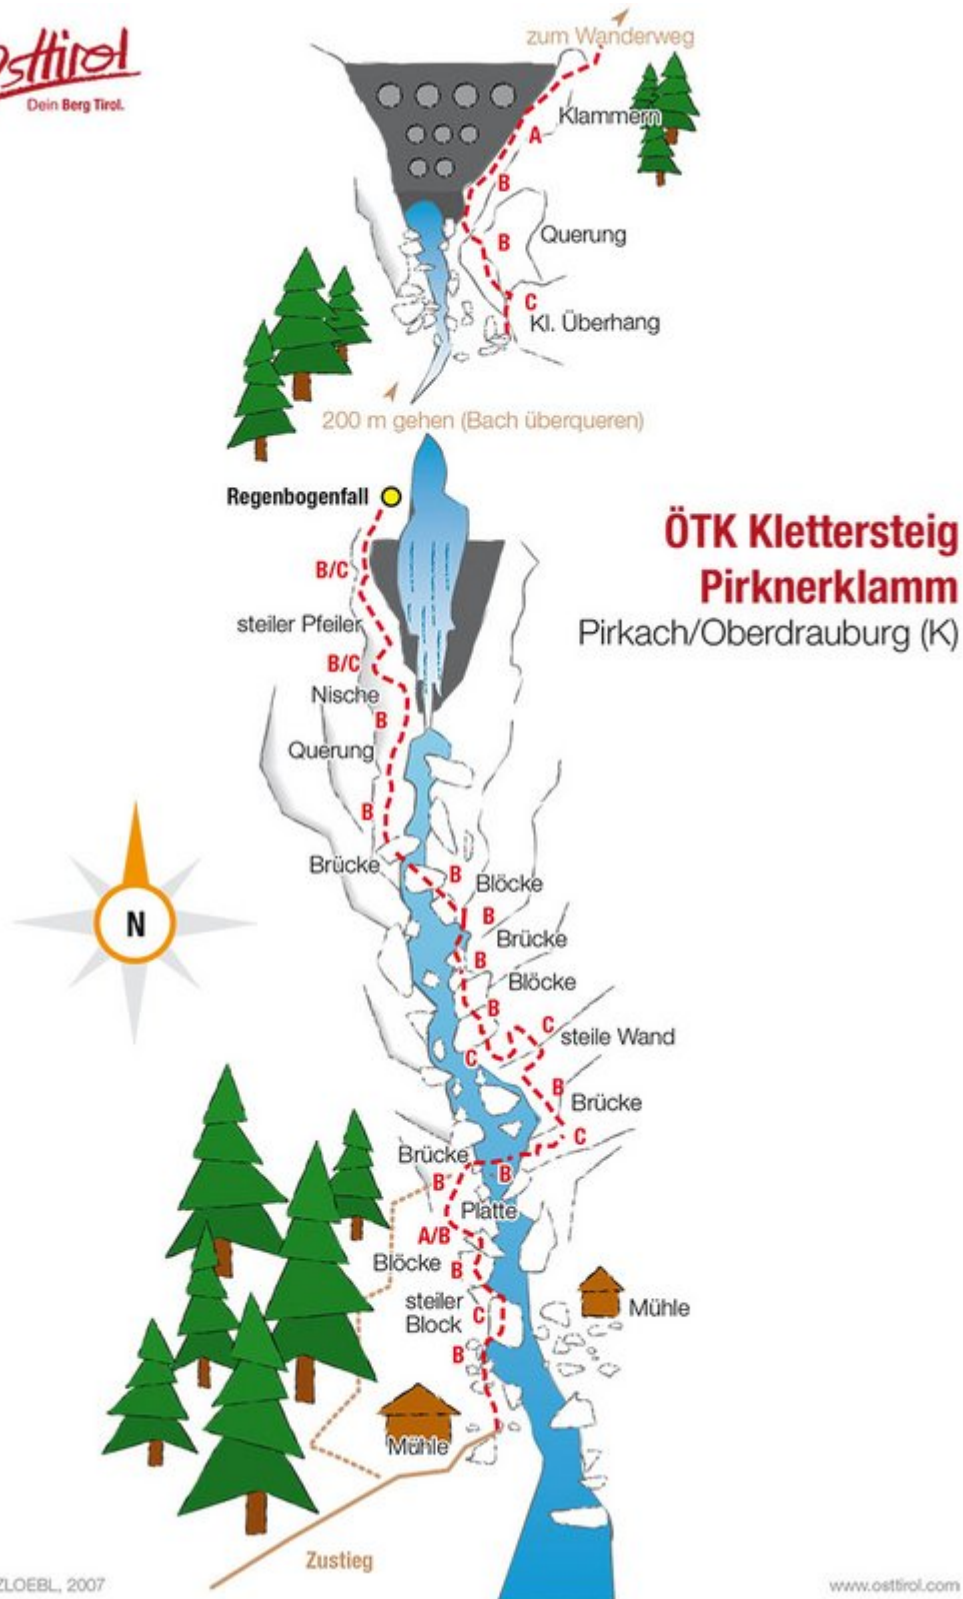 Osttirol
Dein Berg Tirol.
zum Wanderweg
Klammern
A
B
B
Querung
C
Kl. Überhang
200 m gehen (Bach überqueren)
Regenbogenfall
ÖTK Klettersteig
Pirknerklamm
Pirkach/Oberdrauburg (K)
B/C
steiler Pfeiler
B/C
Nische
B
Querung
B
Brücke
B
Blöcke
B
Brücke
B
Blöcke
N
B
C
steile Wand
C
B
Brücke
C
Brücke
B
B
Platte
A/B
Blöcke
B
steiler
Block
C
Mühle
B
Mühle
Zustieg
ZLOEBL, 2007
www.osttirol.com